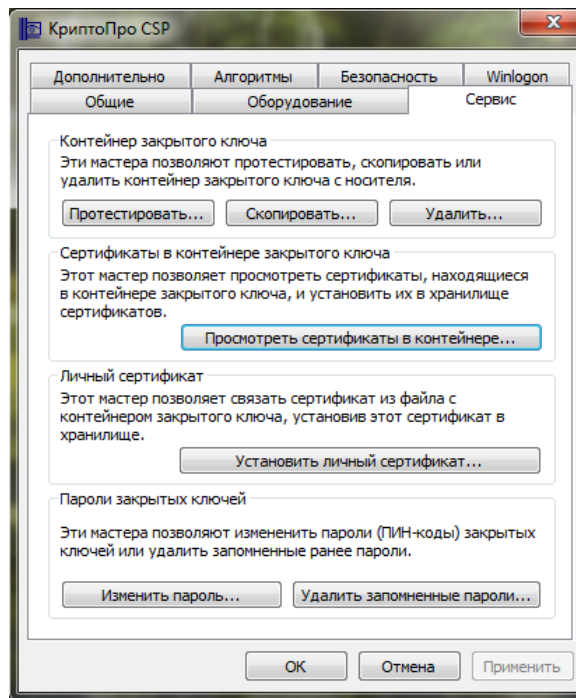 КриптоПро CSP
Дополнительно Алгоритмы Безопасность Winlogon
Общие Оборудование Сервис
Контейнер закрытого ключа
Эти мастера позволяют протестировать, скопировать или
удалить контейнер закрытого ключа с носителя.
Протестировать... Скопировать... Удалить...
Сертификаты в контейнере закрытого ключа
Этот мастер позволяет просмотреть сертификаты, находящиеся
в контейнере закрытого ключа, и установить их в хранилище
сертификатов.
Просмотреть сертификаты в контейнере...
Личный сертификат
Этот мастер позволяет связать сертификат из файла с
контейнером закрытого ключа, установив этот сертификат в
хранилище.
Установить личный сертификат...
Пароли закрытых ключей
Эти мастера позволяют измененить пароли (ПИН-коды) закрытых
ключей или удалить запомненные ранее пароли.
Изменить пароль... Удалить запомненные пароли...
ОК Отмена Применить